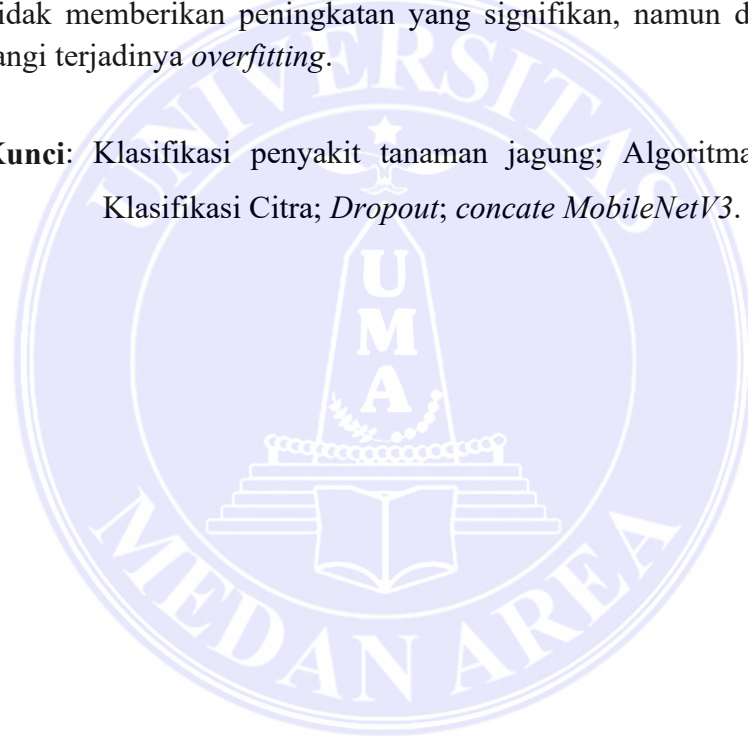 tidak memberikan peningkatan yang signifikan, namun d
angi terjadinya overfitting.
Kunci: Klasifikasi penyakit tanaman jagung; Algoritma
Klasifikasi Citra; Dropout; concate MobileNetV3.
UNIVERSITAS
UMA
MEDAN AREA